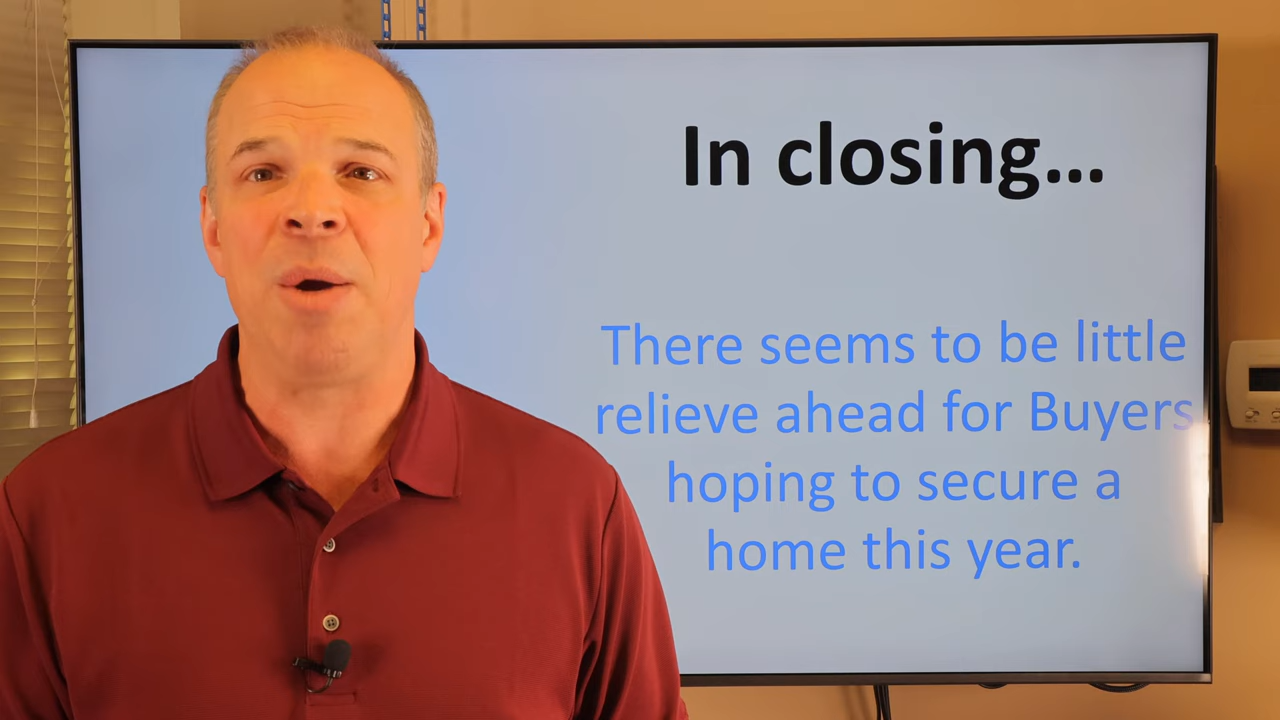 In closing...
There seems to be little
relieve ahead for Buyers
hoping to secure a
home this year.